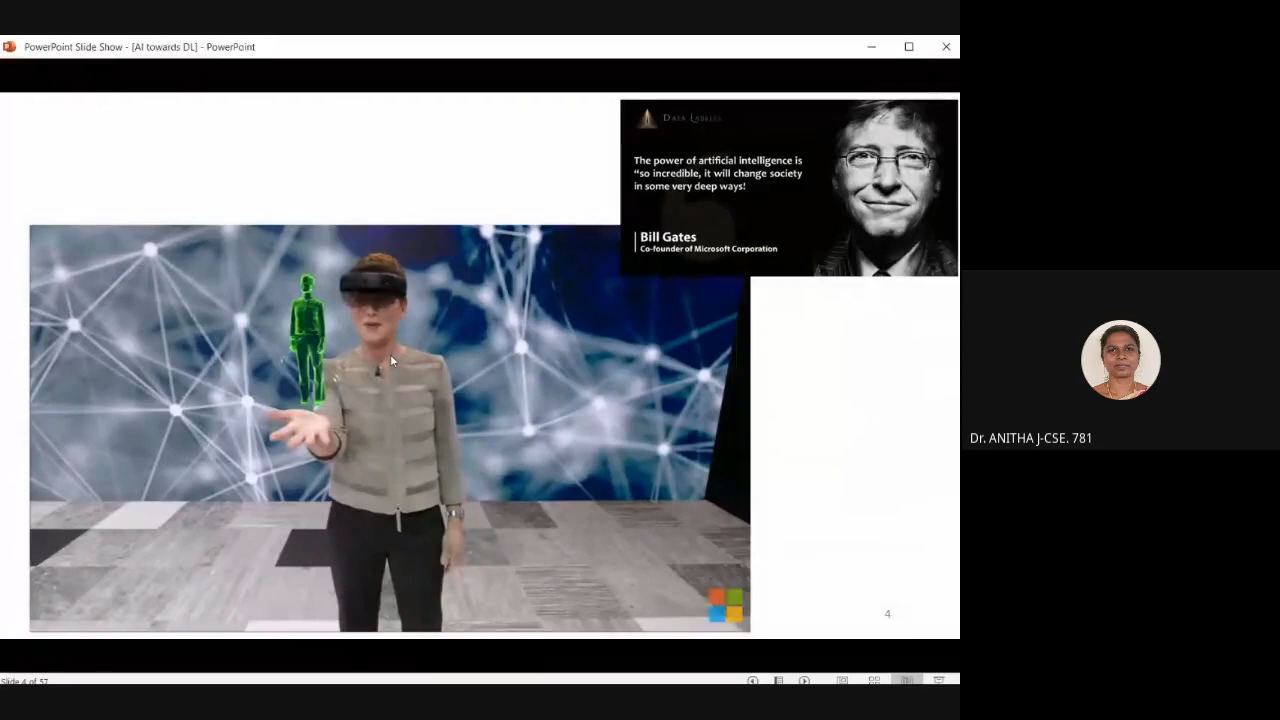 PowerPoint Slide Show - [AI towards DL] - PowerPoint
The power of artificial intelligence is
“so incredible, it will change society
in some very deep ways!
Bill Gates
Co-founder of Microsoft Corporation
Dr. ANITHA J-CSE. 781
4
Slide 4 of 57